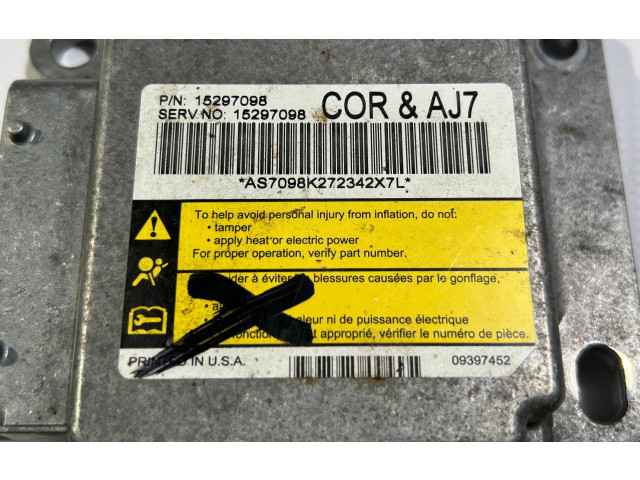 P/N: 15297098
SERV.NO: 15297098
COR & AJ7
*AS7098K272342X7L*
To help avoid personal injury from inflation, do not:
• tamper
• apply heat or electric power
For proper operation, verify part number.
à éviter blessures causées par le gonflage,
•
• ni de puissance électrique
approprié, vérifier le numéro de pièce.
PRINTED IN U.S.A.
09397452